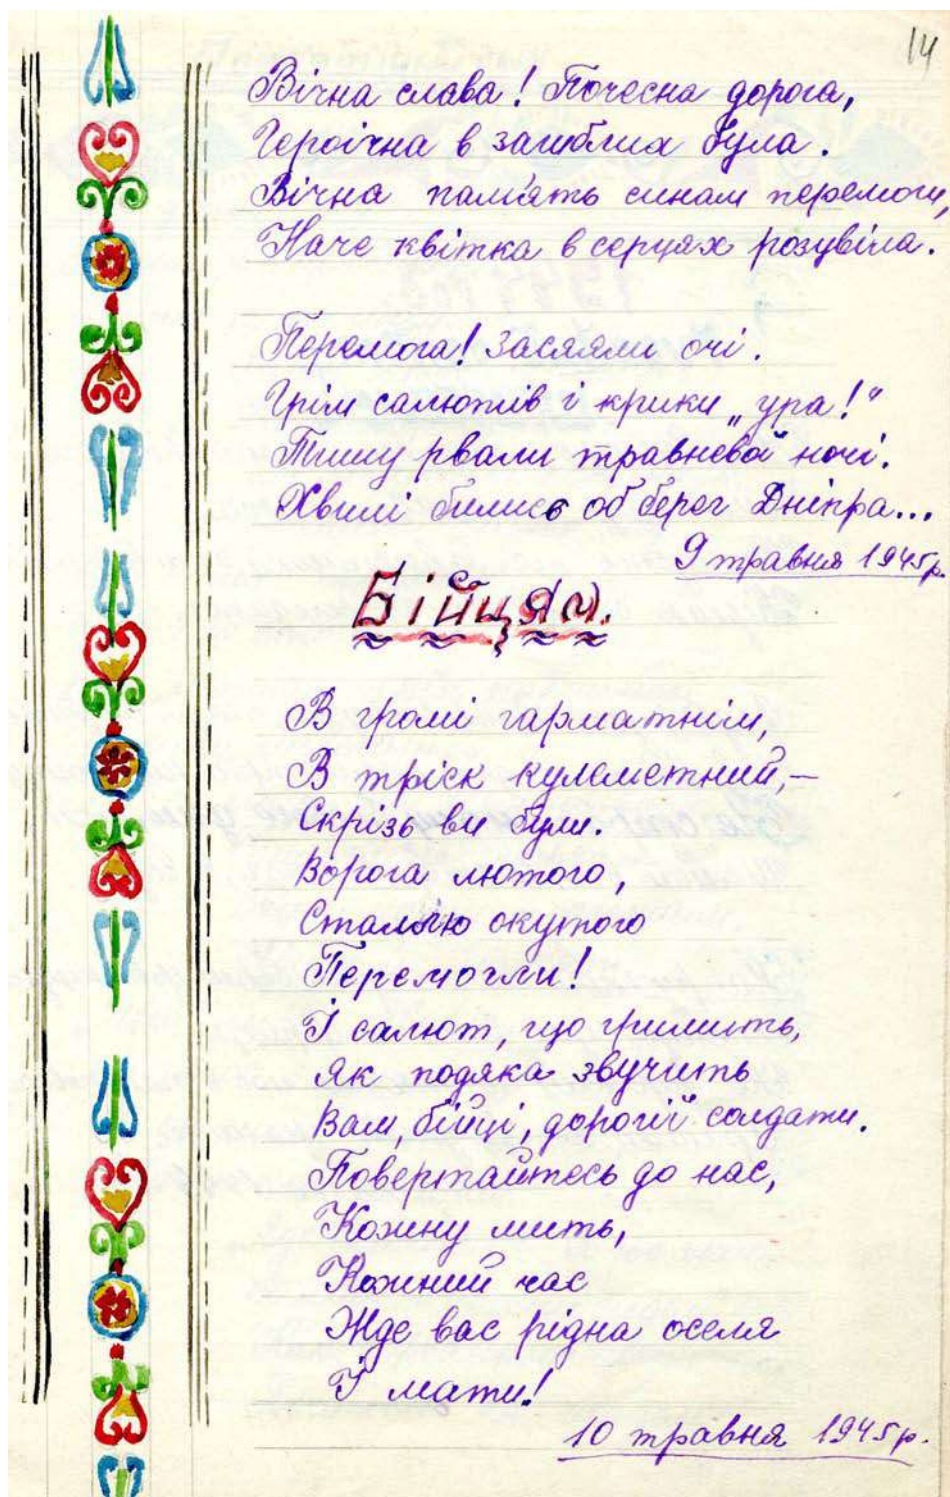 14
Вічна слава! Почесна дорога,
Героїчна в загиблих була.
Вічна пам'ять синам перемоги,
Наче квітка в серцях розцвіла.
Перемога! Засяяли очі.
Грім салютів і крики „ура!“
Тишу рвали травневой ночі.
Хвилі бились об берег Дніпра...
9 травня 1945р.
Бійцям.
В громі гарматнім,
В тріск кулеметний,—
Скрізь ви були.
Ворога лютого,
Сталлю окутого
Перемогли!
І салют, що гримить,
Як подяка звучить
Вам, бійці, дорогії солдати.
Повертайтесь до нас,
Кожну мить,
Кожний час
Жде вас рідна оселя
Й мати!
10 травня 1945р.